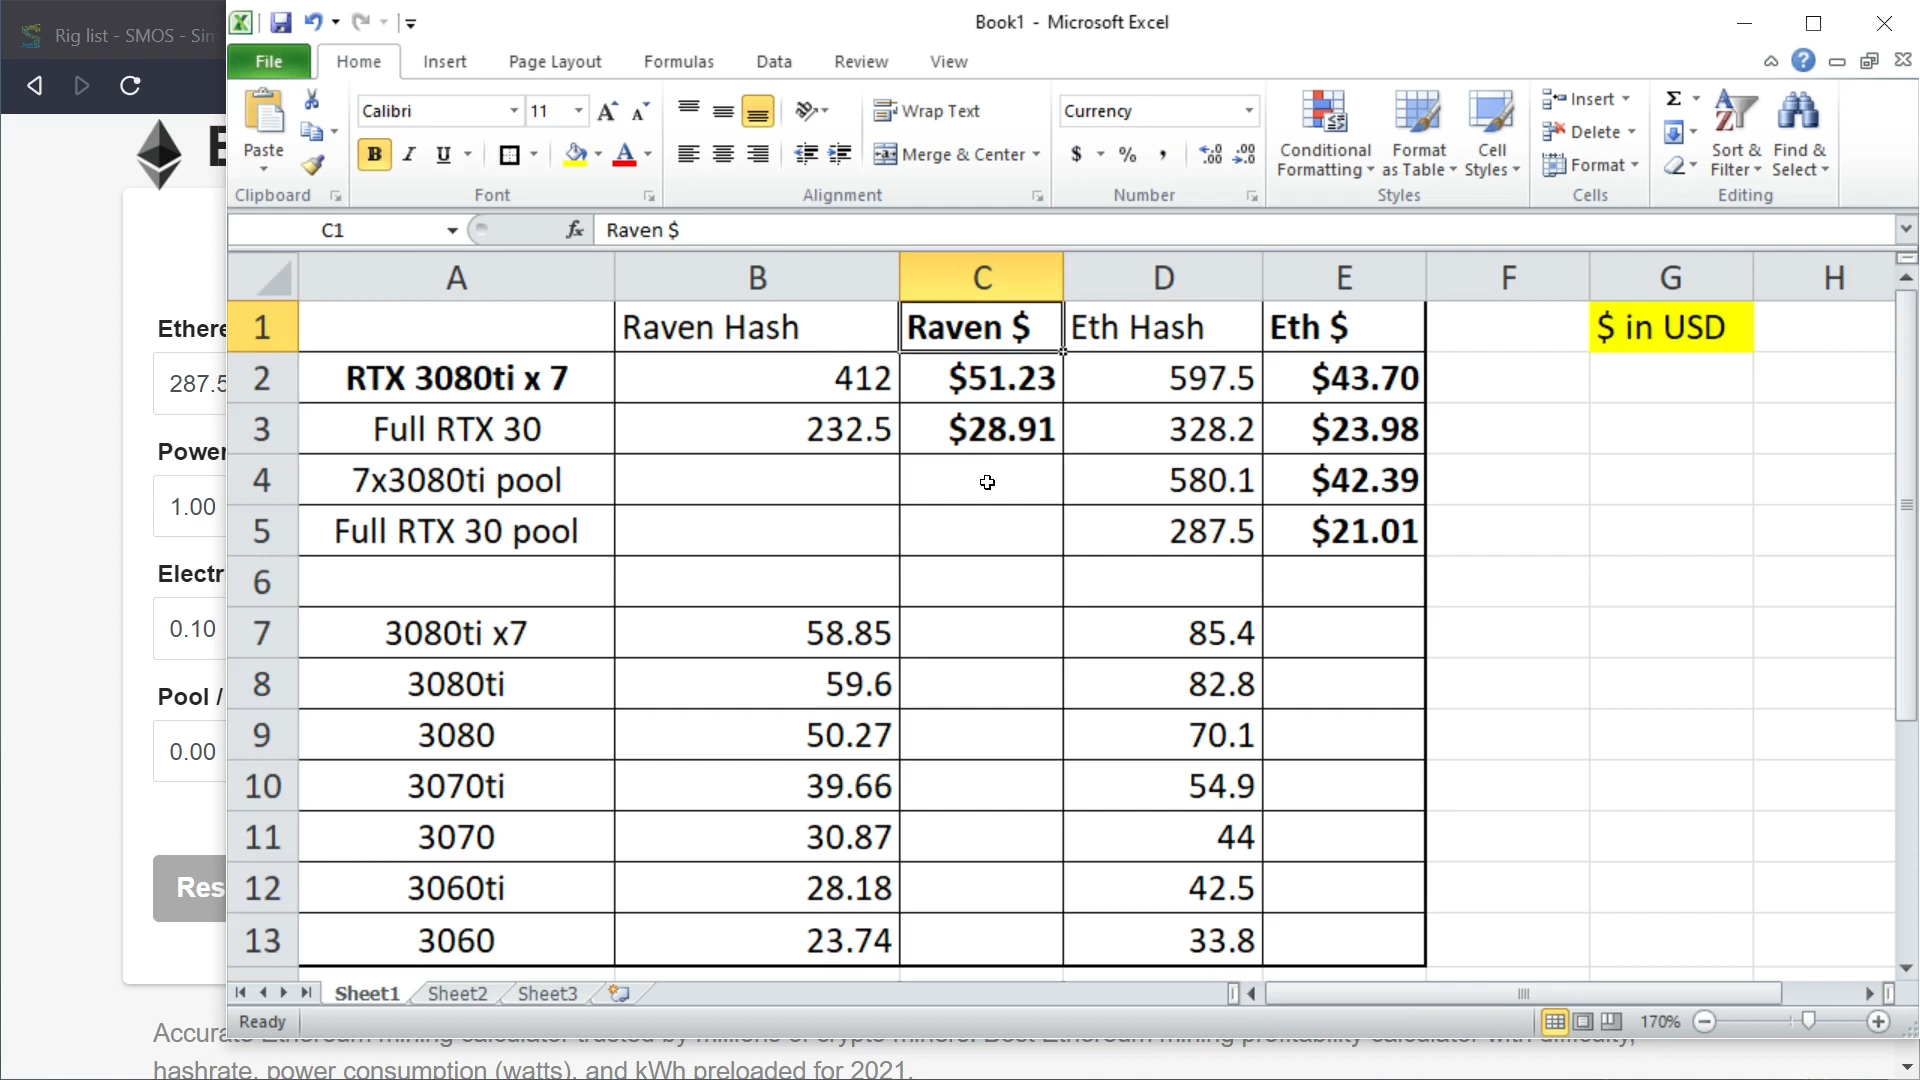 Rig list - SMOS - Sim
Book1 - Microsoft Excel
File Home Insert Page Layout Formulas Data Review View
Calibri 11 Wrap Text Currency Insert
Paste B I U Merge & Center $ % , Conditional Formatting Format as Table Cell Styles Delete Format Sort & Filter Find & Select
Clipboard Font Alignment Number Styles Cells Editing
C1 fx Raven $
A B C D E F G H
1 Raven Hash Raven $ Eth Hash Eth $ $ in USD
2 RTX 3080ti x 7 412 $51.23 597.5 $43.70
3 Full RTX 30 232.5 $28.91 328.2 $23.98
4 7x3080ti pool 580.1 $42.39
5 Full RTX 30 pool 287.5 $21.01
6
7 3080ti x7 58.85 85.4
8 3080ti 59.6 82.8
9 3080 50.27 70.1
10 3070ti 39.66 54.9
11 3070 30.87 44
12 3060ti 28.18 42.5
13 3060 23.74 33.8
Sheet1 Sheet2 Sheet3
Ready 170%
E
Ethere
287.5
Power
1.00
Electr
0.10
Pool /
0.00
Res
Accura
hashrate, power consumption (watts), and kWh preloaded for 2021.